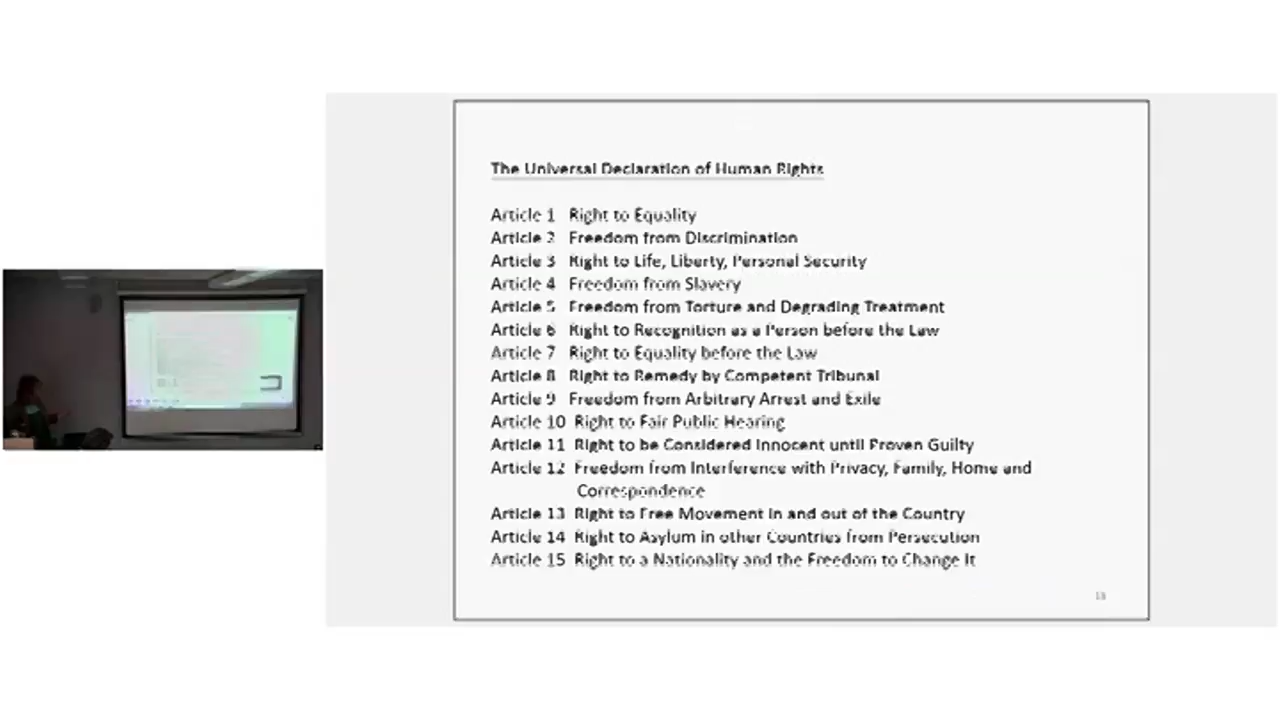 The Universal Declaration of Human Rights
Article 1 Right to Equality
Article 2 Freedom from Discrimination
Article 3 Right to Life, Liberty, Personal Security
Article 4 Freedom from Slavery
Article 5 Freedom from Torture and Degrading Treatment
Article 6 Right to Recognition as a Person before the Law
Article 7 Right to Equality before the Law
Article 8 Right to Remedy by Competent Tribunal
Article 9 Freedom from Arbitrary Arrest and Exile
Article 10 Right to Fair Public Hearing
Article 11 Right to be Considered Innocent until Proven Guilty
Article 12 Freedom from Interference with Privacy, Family, Home and
Correspondence
Article 13 Right to Free Movement in and out of the Country
Article 14 Right to Asylum in other Countries from Persecution
Article 15 Right to a Nationality and the Freedom to Change It